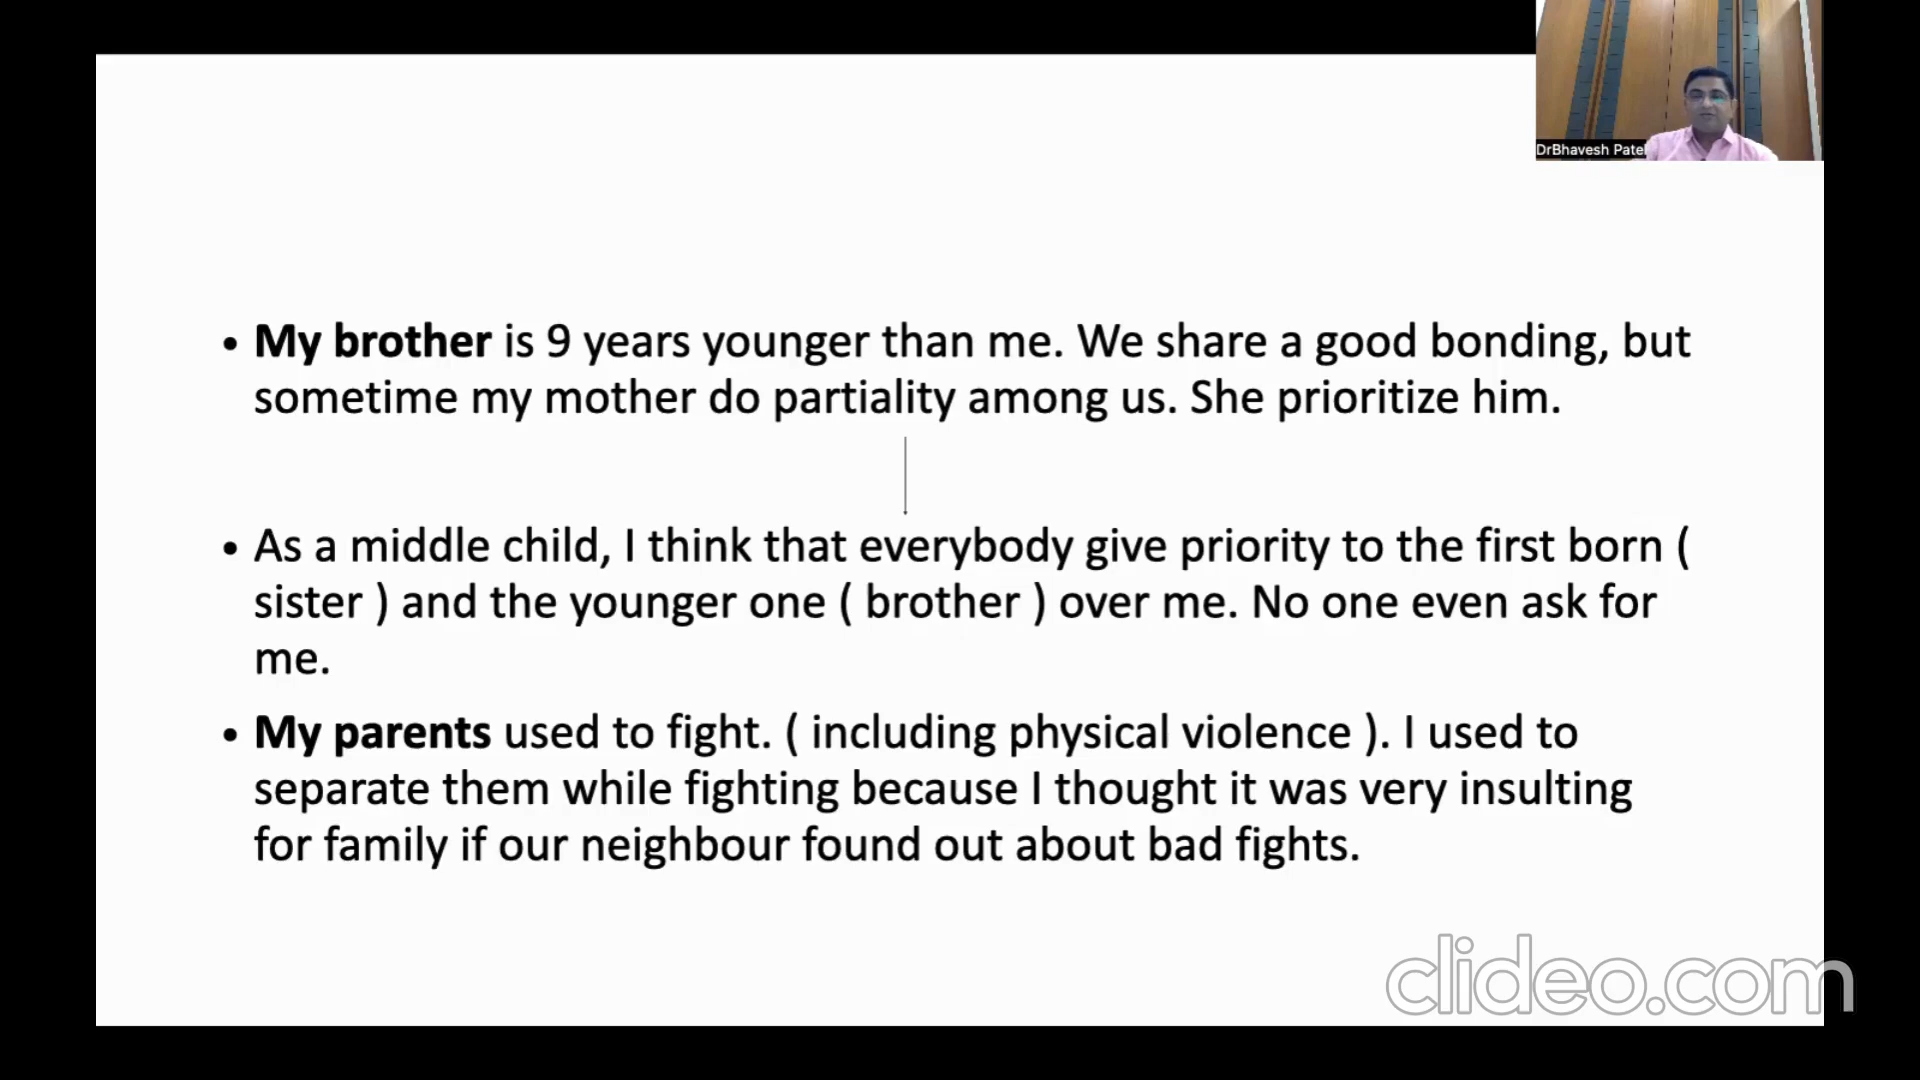 DrBhavesh Patel
• My brother is 9 years younger than me. We share a good bonding, but
sometime my mother do partiality among us. She prioritize him.
• As a middle child, I think that everybody give priority to the first born (
sister ) and the younger one ( brother ) over me. No one even ask for
me.
• My parents used to fight. ( including physical violence ). I used to
separate them while fighting because I thought it was very insulting
for family if our neighbour found out about bad fights.
clideo.com